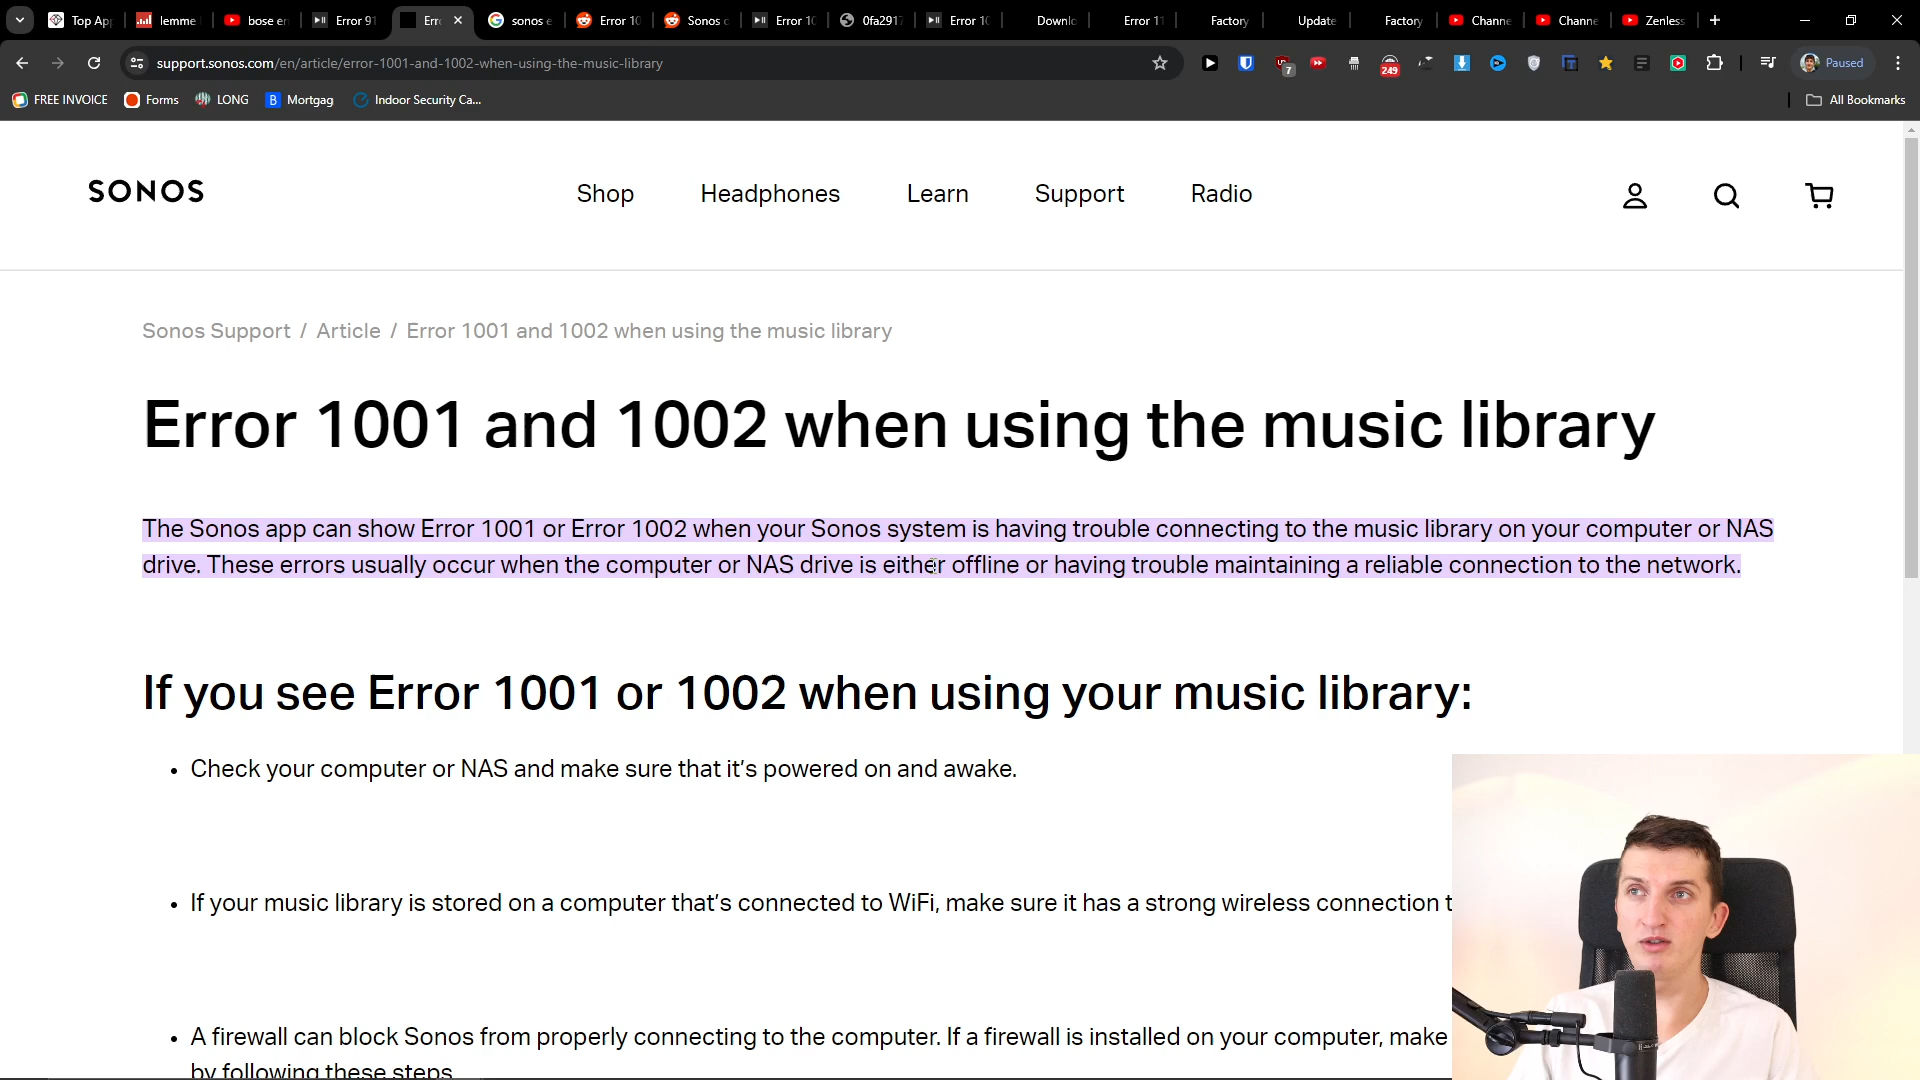 Top Ap
lemme
bose er
Error 91
Err
sonos e
Error 10
Sonos c
Error 10
0fa2917
Error 10
Downlo
Error 11
Factory
Update
Factory
Channe
Channe
Zenless
support.sonos.com/en/article/error-1001-and-1002-when-using-the-music-library
7
249
Paused
FREE INVOICE
Forms
LONG
B Mortgag
Indoor Security Ca...
All Bookmarks
SONOS
Shop
Headphones
Learn
Support
Radio
Sonos Support / Article / Error 1001 and 1002 when using the music library
Error 1001 and 1002 when using the music library
The Sonos app can show Error 1001 or Error 1002 when your Sonos system is having trouble connecting to the music library on your computer or NAS
drive. These errors usually occur when the computer or NAS drive is either offline or having trouble maintaining a reliable connection to the network.
If you see Error 1001 or 1002 when using your music library:
• Check your computer or NAS and make sure that it's powered on and awake.
• If your music library is stored on a computer that's connected to WiFi, make sure it has a strong wireless connection t
• A firewall can block Sonos from properly connecting to the computer. If a firewall is installed on your computer, make
by following these steps